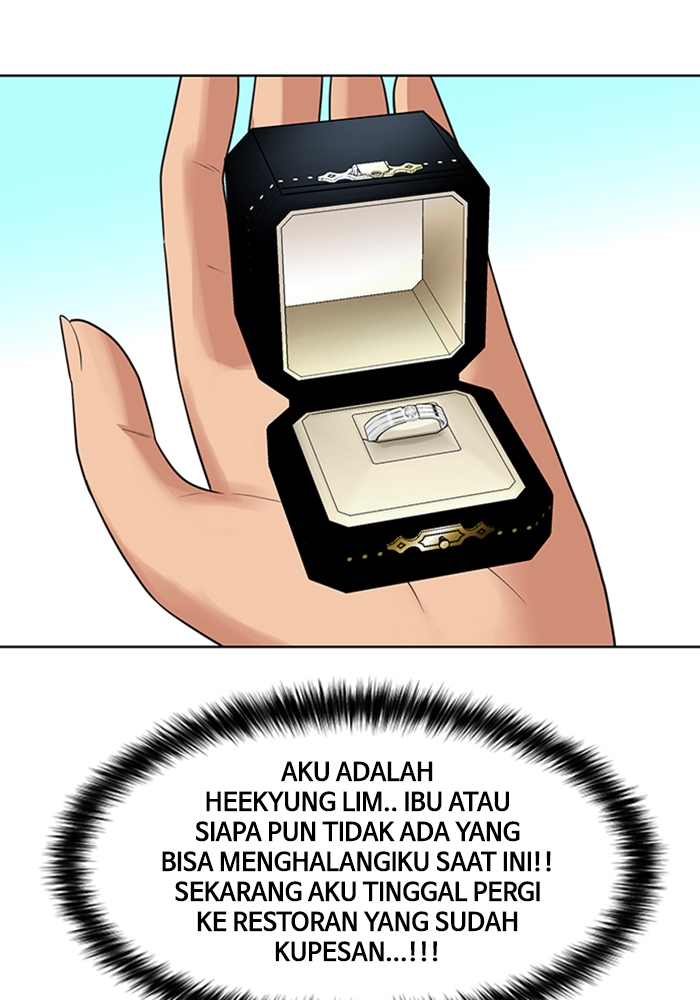 AKU ADALAH
HEEKYUNG LIM.. IBU ATAU
SIAPA PUN TIDAK ADA YANG
BISA MENGHALANGIKU SAAT INI!!
SEKARANG AKU TINGGAL PERGI
KE RESTORAN YANG SUDAH
KUPESAN...!!!